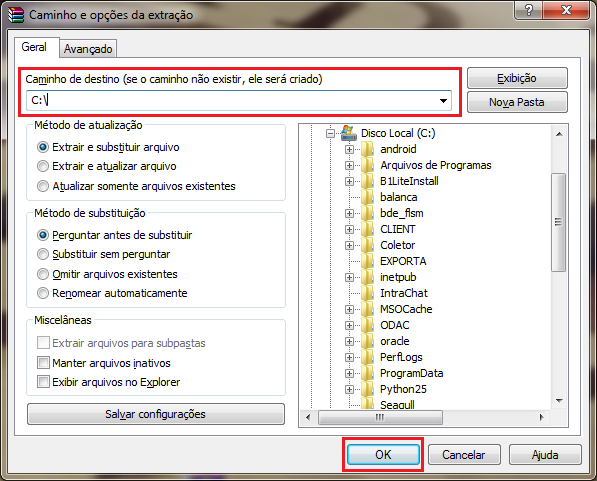 Caminho e opções da extração
Geral
Avançado
Caminho de destino (se o caminho não existir, ele será criado)
C:\
Exibição
Nova Pasta
Método de atualização
Extrair e substituir arquivo
Extrair e atualizar arquivo
Atualizar somente arquivos existentes
Método de substituição
Perguntar antes de substituir
Substituir sem perguntar
Omitir arquivos existentes
Renomear automaticamente
Miscelâneas
Extrair arquivos para subpastas
Manter arquivos inativos
Exibir arquivos no Explorer
Salvar configurações
Disco Local (C:)
android
Arquivos de Programas
B1LiteInstall
balanca
bde_flsm
CLIENT
Coletor
EXPORTA
inetpub
IntraChat
MSOCache
ODAC
oracle
PerfLogs
ProgramData
Python25
Seagull
OK
Cancelar
Ajuda